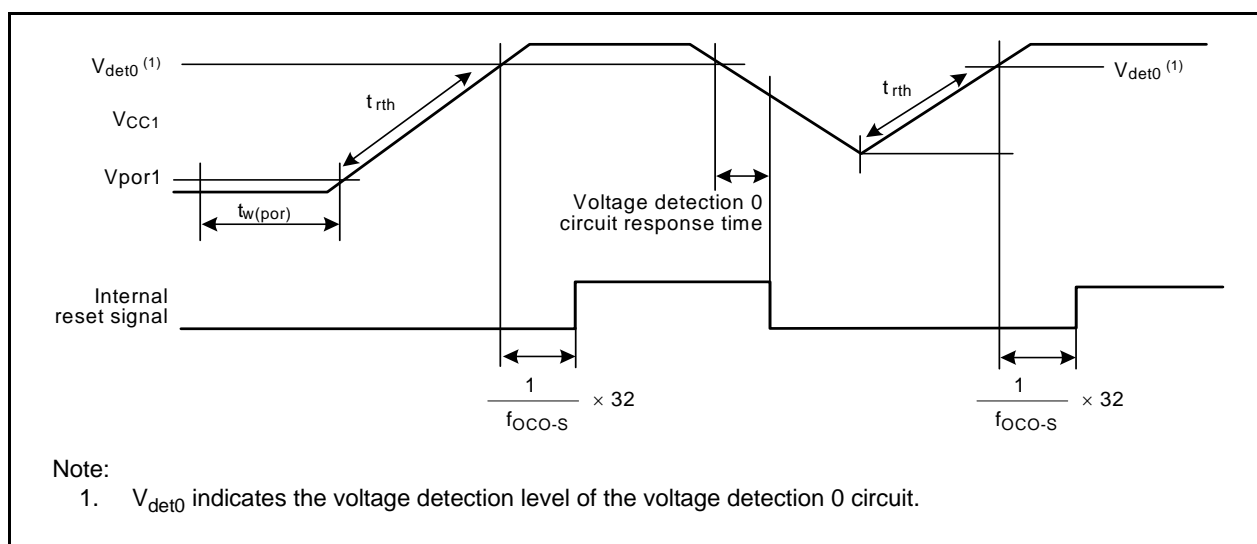 Vdet0 (1)
trth
VCC1
Vpor1
tw(por)
trth
Vdet0 (1)
Voltage detection 0
circuit response time
Internal
reset signal
1
fOCO-S
× 32
1
fOCO-S
× 32
Note:
1. Vdet0 indicates the voltage detection level of the voltage detection 0 circuit.